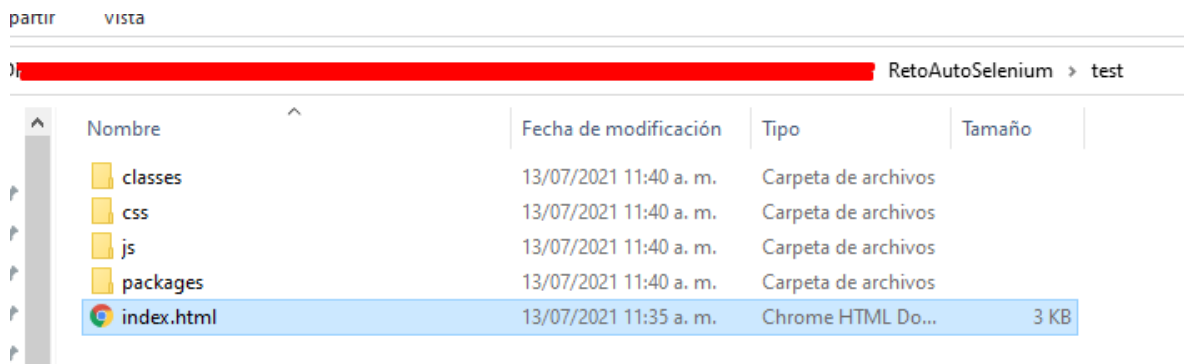 partir Vista
RetoAutoSelenium > test
Nombre Fecha de modificación Tipo Tamaño
classes 13/07/2021 11:40 a. m. Carpeta de archivos
css 13/07/2021 11:40 a. m. Carpeta de archivos
js 13/07/2021 11:40 a. m. Carpeta de archivos
packages 13/07/2021 11:40 a. m. Carpeta de archivos
index.html 13/07/2021 11:35 a. m. Chrome HTML Do... 3 KB